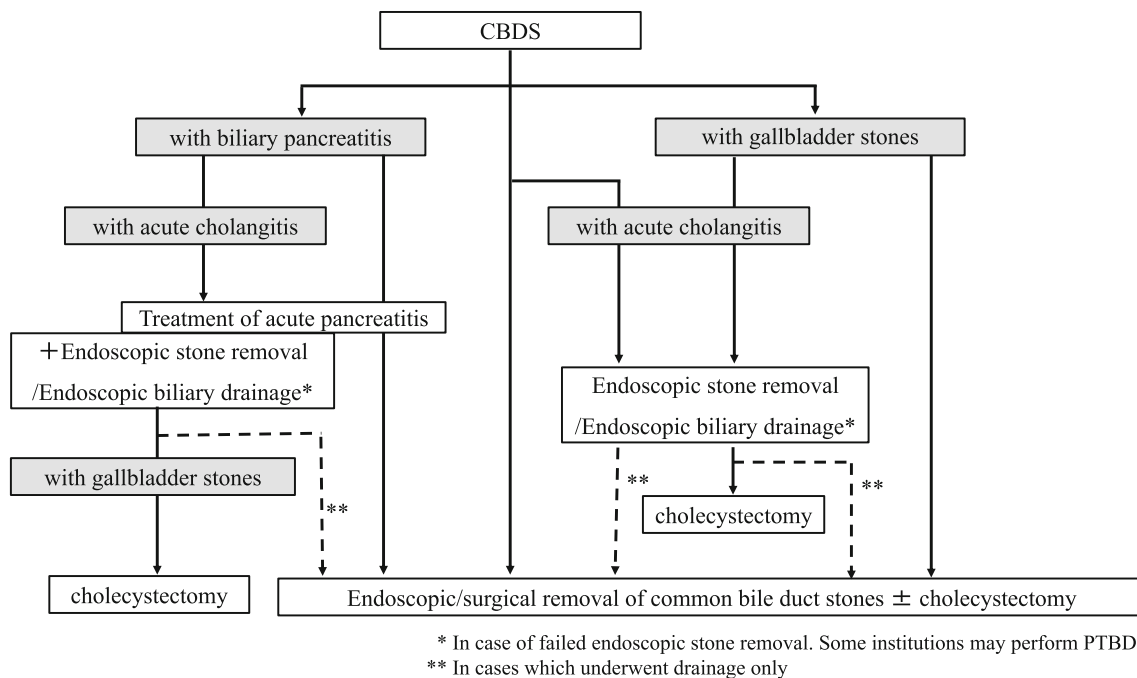 CBDS
with biliary pancreatitis
with gallbladder stones
with acute cholangitis
with acute cholangitis
Treatment of acute pancreatitis
+Endoscopic stone removal
/Endoscopic biliary drainage*
Endoscopic stone removal
/Endoscopic biliary drainage*
with gallbladder stones
**
**
**
cholecystectomy
cholecystectomy
Endoscopic/surgical removal of common bile duct stones ± cholecystectomy
* In case of failed endoscopic stone removal. Some institutions may perform PTBD
** In cases which underwent drainage only